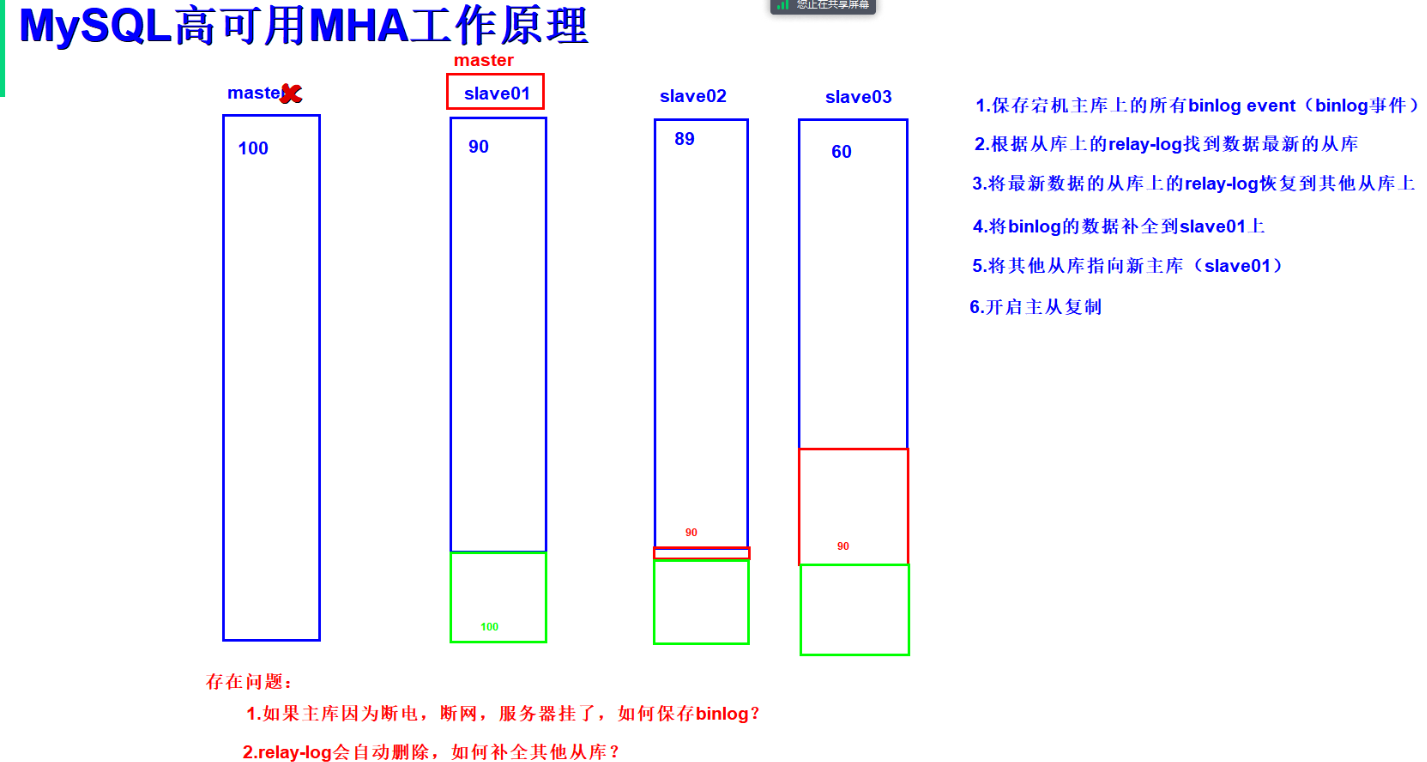 您正在共享屏幕
MySQL高可用MHA工作原理
master
master
slave01
slave02
slave03
100
90
89
60
90
90
100
1.保存宕机主库上的所有binlog event（binlog事件）
2.根据从库上的relay-log找到数据最新的从库
3.将最新数据的从库上的relay-log恢复到其他从库上
4.将binlog的数据补全到slave01上
5.将其他从库指向新主库（slave01）
6.开启主从复制
存在问题：
1.如果主库因为断电，断网，服务器挂了，如何保存binlog？
2.relay-log会自动删除，如何补全其他从库？